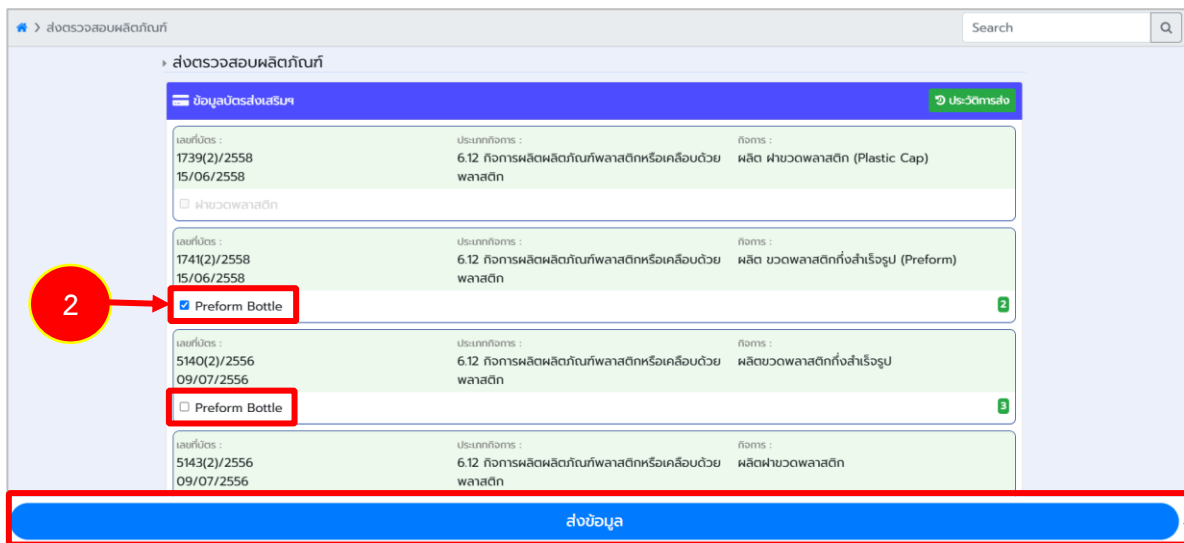 ส่งตรวจสอบผลิตภัณฑ์
Search
ส่งตรวจสอบผลิตภัณฑ์
ข้อมูลบัตรส่งเสริมฯ
ประวัติการส่ง
เลขที่บัตร : ประเภทกิจการ : กิจการ :
1739(2)/2558 6.12 กิจการผลิตผลิตภัณฑ์พลาสติกหรือเคลือบด้วย ผลิต ฝาขวดพลาสติก (Plastic Cap)
15/06/2558 พลาสติก
ฝาขวดพลาสติก
เลขที่บัตร : ประเภทกิจการ : กิจการ :
1741(2)/2558 6.12 กิจการผลิตผลิตภัณฑ์พลาสติกหรือเคลือบด้วย ผลิต ขวดพลาสติกกึ่งสำเร็จรูป (Preform)
15/06/2558 พลาสติก
2 Preform Bottle 2
เลขที่บัตร : ประเภทกิจการ : กิจการ :
5140(2)/2556 6.12 กิจการผลิตผลิตภัณฑ์พลาสติกหรือเคลือบด้วย ผลิตขวดพลาสติกกึ่งสำเร็จรูป
09/07/2556 พลาสติก
Preform Bottle 3
เลขที่บัตร : ประเภทกิจการ : กิจการ :
5143(2)/2556 6.12 กิจการผลิตผลิตภัณฑ์พลาสติกหรือเคลือบด้วย ผลิตฝาขวดพลาสติก
09/07/2556 พลาสติก
ส่งข้อมูล